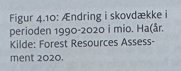 Figur 4.10: Ændring i skovdække i
perioden 1990-2020 i mio. Ha(år.
Kilde: Forest Resources Assess-
ment 2020.